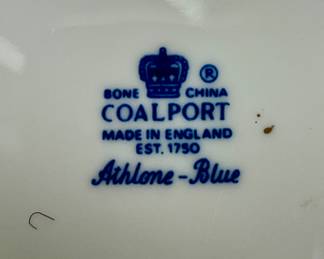 BONE CHINA ®
COALPORT
MADE IN ENGLAND
EST. 1750
Athlone-Blue